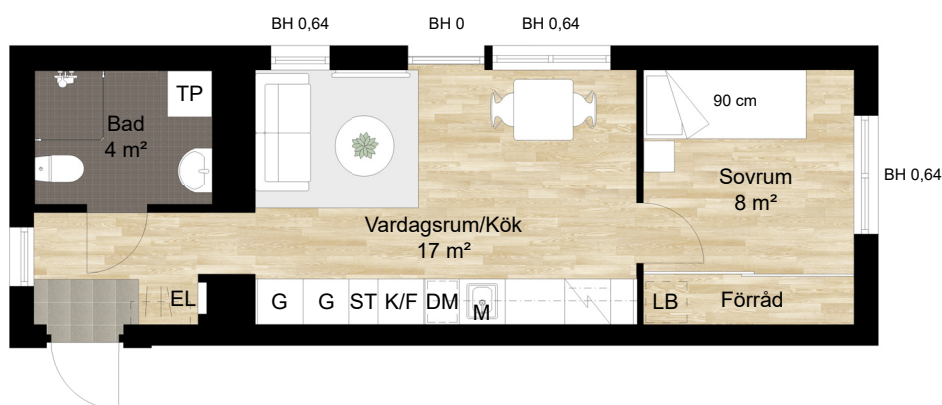 BH 0,64
BH 0
BH 0,64
TP
Bad
4 m²
90 cm
Sovrum
8 m²
BH 0,64
Vardagsrum/Kök
17 m²
EL
G
G
ST
K/F
DM
M
LB
Förråd